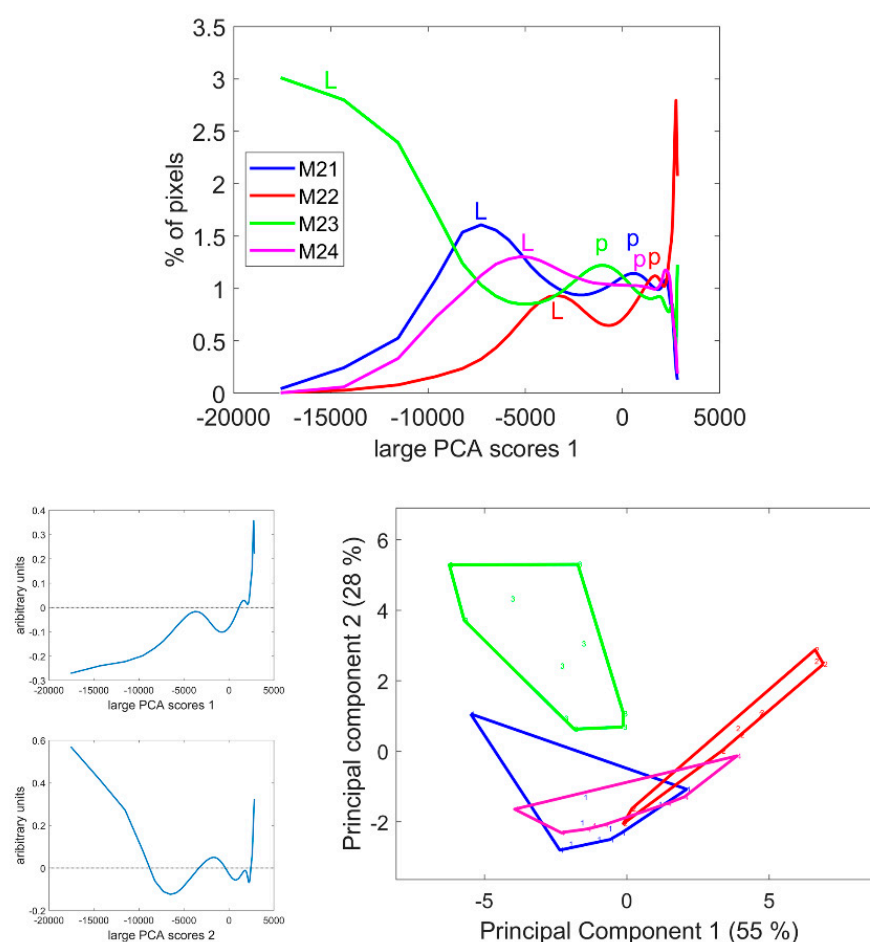 3.5
3
2.5
2
1.5
1
0.5
0
% of pixels
L
L
L
L
p
p
p
p
M21
M22
M23
M24
-20000
-15000
-10000
-5000
0
5000
large PCA scores 1
0.4
0.3
0.2
0.1
0
-0.1
-0.2
-0.3
aribitrary units
-20000
-15000
-10000
-5000
0
5000
large PCA scores 1
0.6
0.4
0.2
0
-0.2
aribitrary units
-20000
-15000
-10000
-5000
0
5000
large PCA scores 2
6
4
2
0
-2
Principal component 2 (28 %)
3
3
3
-5
0
5
Principal Component 1 (55 %)